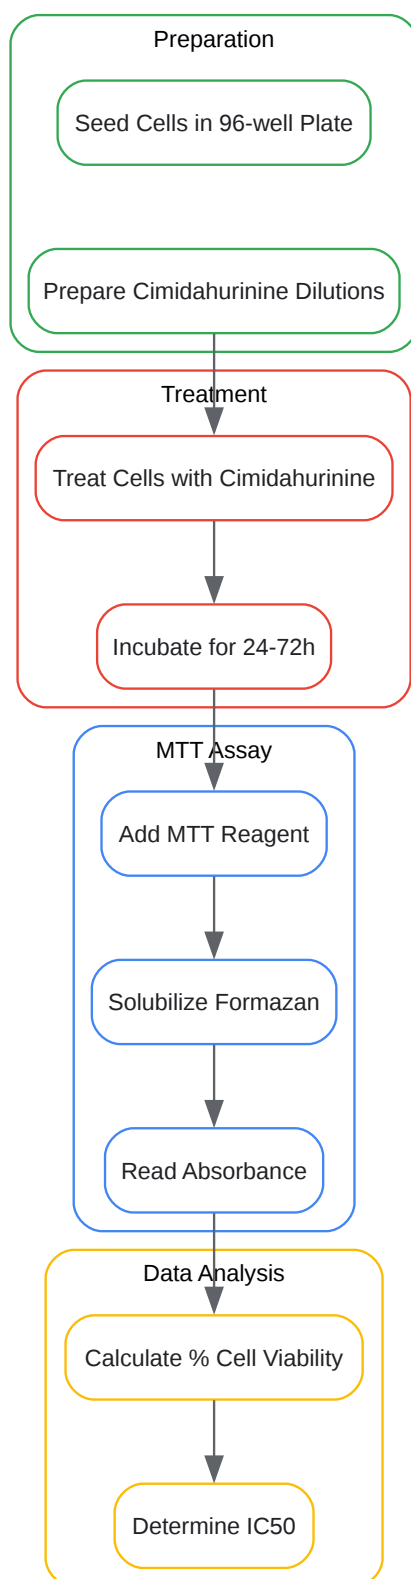 Preparation
Seed Cells in 96-well Plate
Prepare Cimidahurinine Dilutions
Treatment
Treat Cells with Cimidahurinine
Incubate for 24-72h
MTT Assay
Add MTT Reagent
Solubilize Formazan
Read Absorbance
Data Analysis
Calculate % Cell Viability
Determine IC50